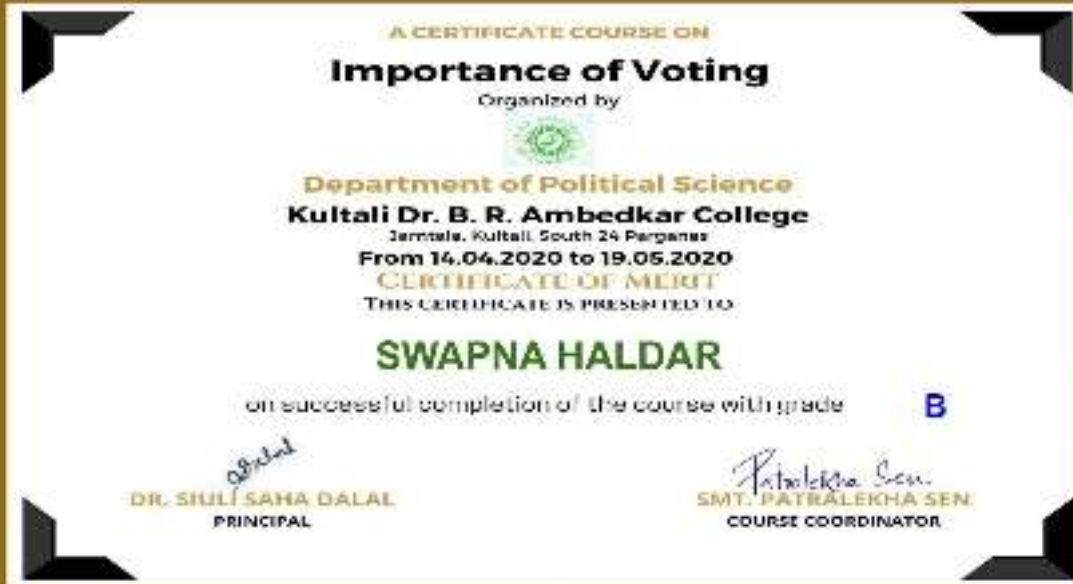 A CERTIFICATE COURSE ON
Importance of Voting
Organized by
Department of Political Science
Kultali Dr. B. R. Ambedkar College
Jamtala, Kultali, South 24 Parganas
From 14.04.2020 to 19.05.2020
CERTIFICATE OF MERIT
THIS CERTIFICATE IS PRESENTED TO
SWAPNA HALDAR
on successful completion of the course with grade B
Patralekha Sen.
DR. SIULI SAHA DALAL
SMT. PATRALEKHA SEN
PRINCIPAL
COURSE COORDINATOR